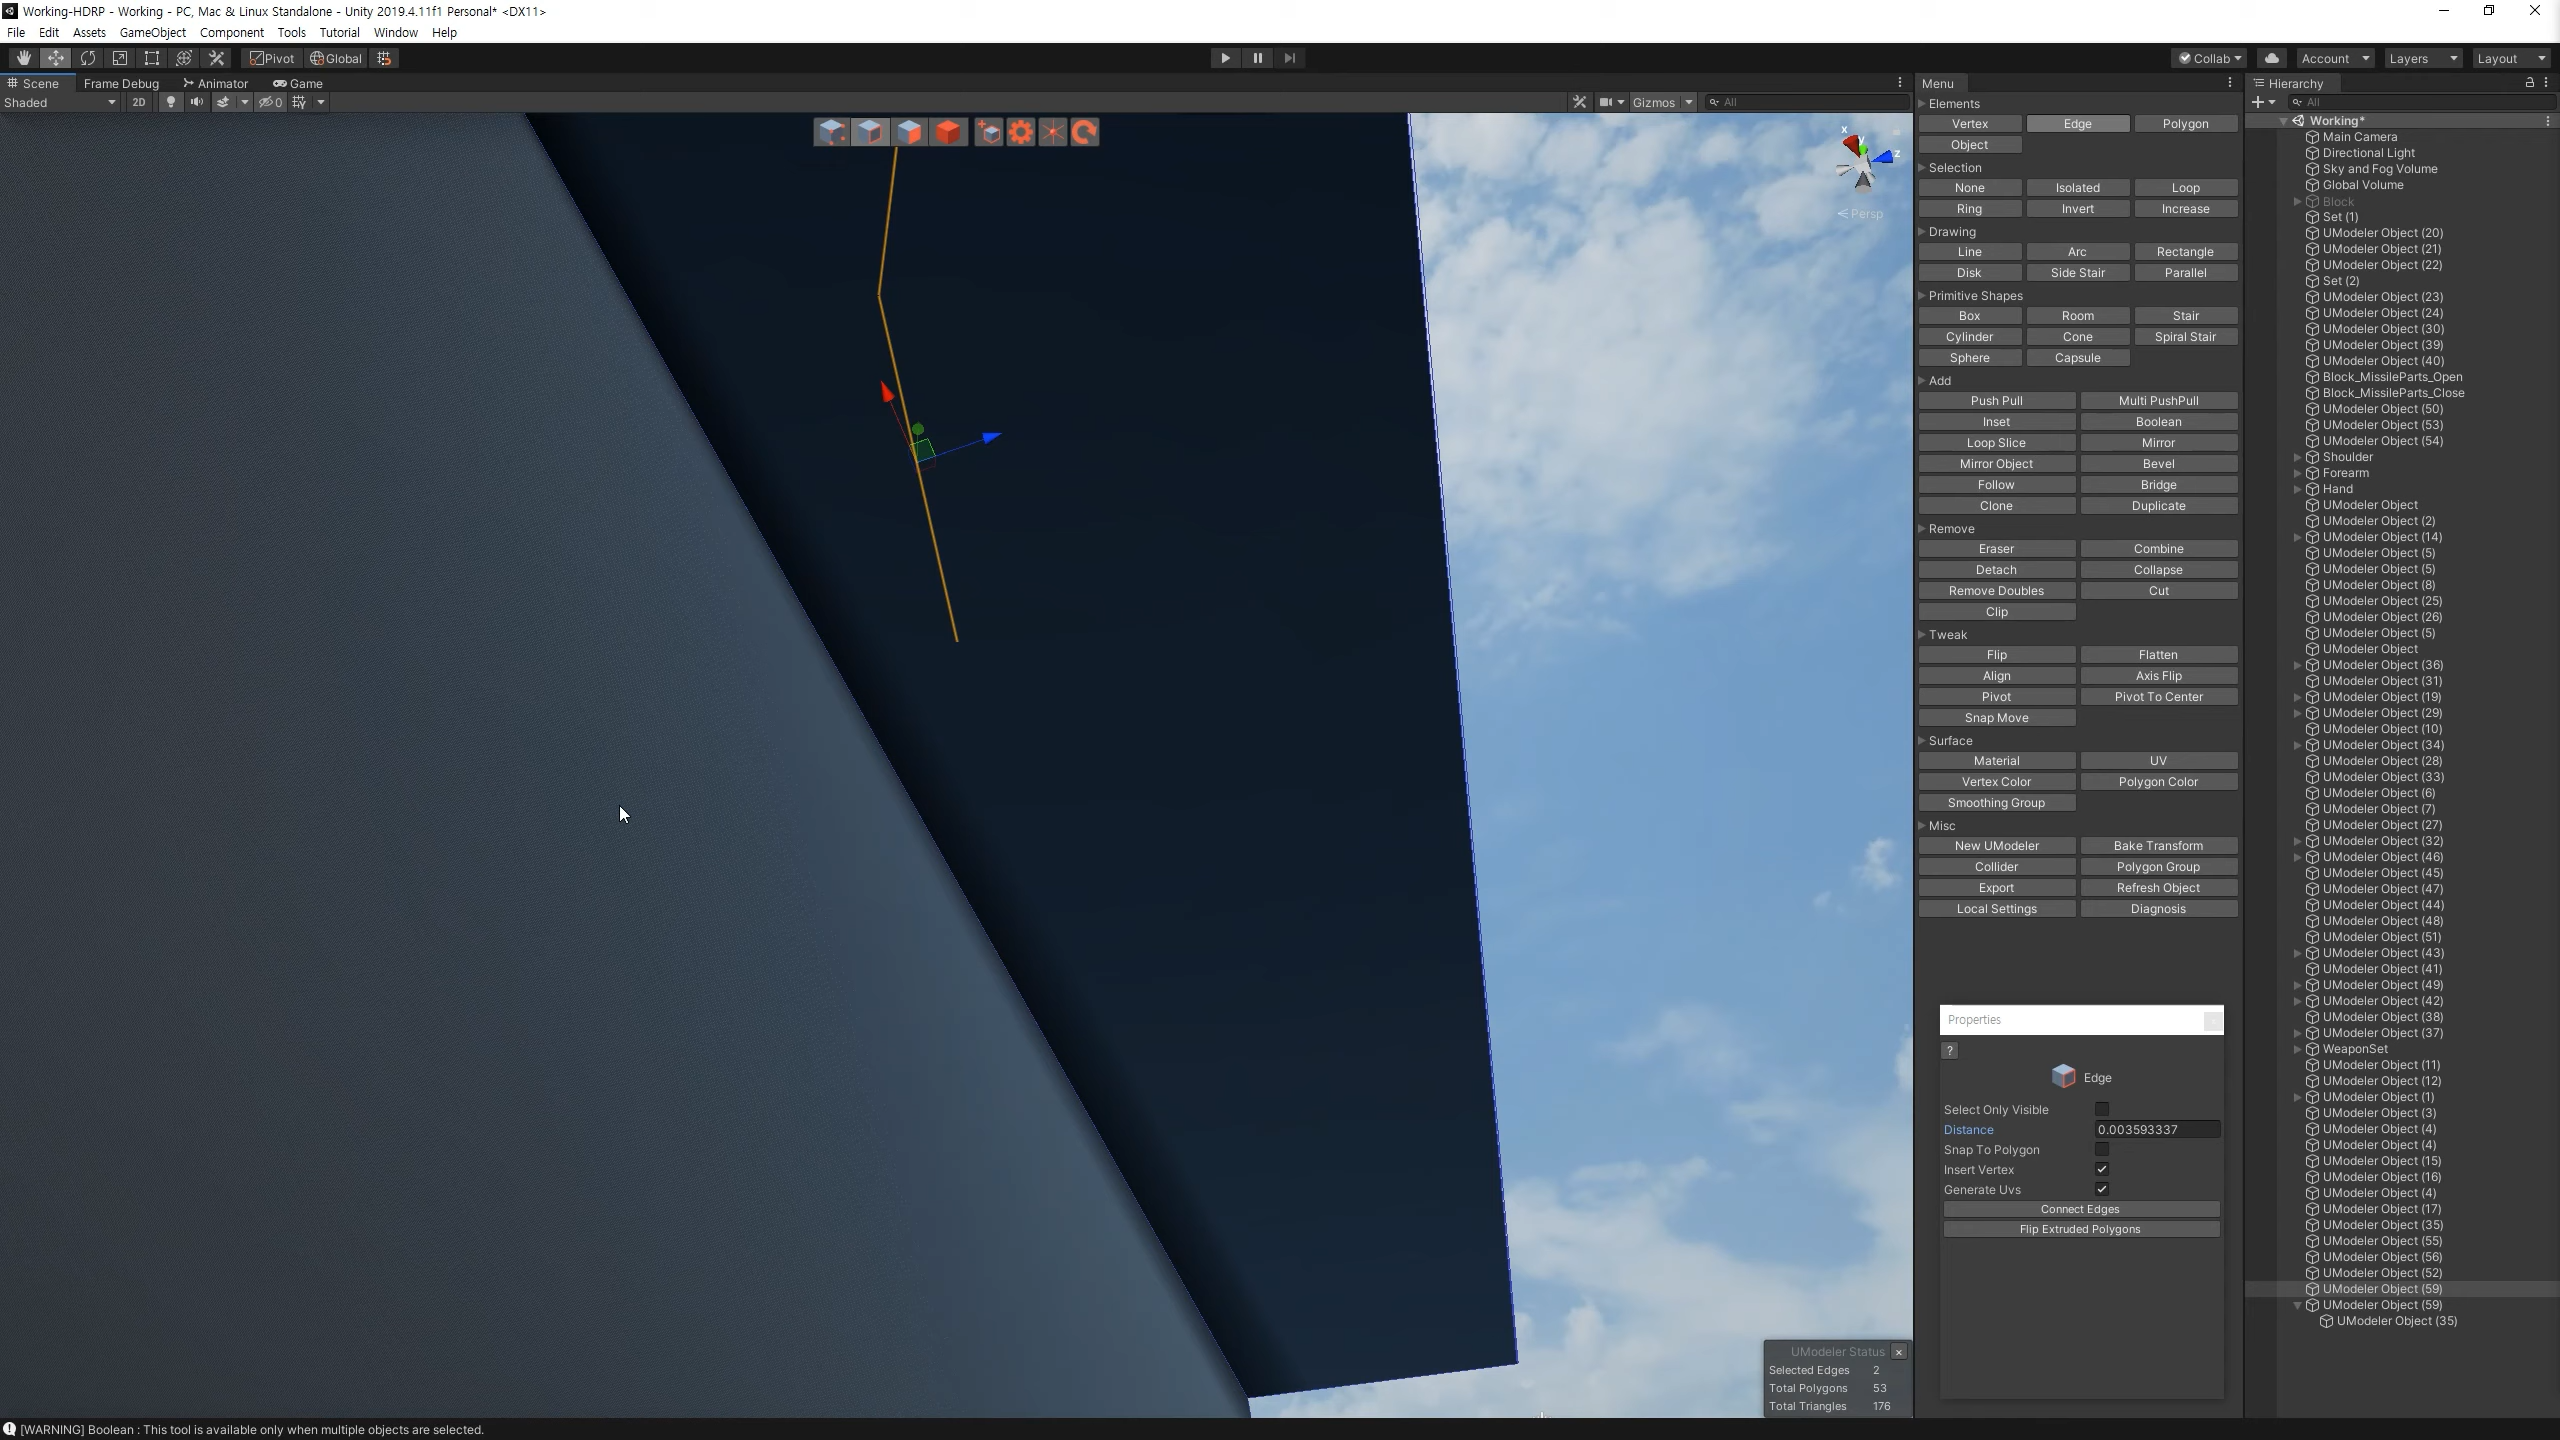 Working-HDRP - Working - PC, Mac & Linux Standalone - Unity 2019.4.11f1 Personal* <DX11>
File Edit Assets GameObject Component Tools Tutorial Window Help
Pivot Global Collab Account Layers Layout
Scene Frame Debug Animator Game
Shaded 2D 0 Gizmos All
x y z
Persp
Menu
Elements
Vertex Edge Polygon
Object
Selection
None Isolated Loop
Ring Invert Increase
Drawing
Line Arc Rectangle
Disk Side Stair Parallel
Primitive Shapes
Box Room Stair
Cylinder Cone Spiral Stair
Sphere Capsule
Add
Push Pull Multi PushPull
Inset Boolean
Loop Slice Mirror
Mirror Object Bevel
Follow Bridge
Clone Duplicate
Remove
Eraser Combine
Detach Collapse
Remove Doubles Cut
Clip
Tweak
Flip Flatten
Align Axis Flip
Pivot Pivot To Center
Snap Move
Surface
Material UV
Vertex Color Polygon Color
Smoothing Group
Misc
New UModeler Bake Transform
Collider Polygon Group
Export Refresh Object
Local Settings Diagnosis
Properties
?
Edge
Select Only Visible
Distance 0.003593337
Snap To Polygon
Insert Vertex
Generate Uvs
Connect Edges
Flip Extruded Polygons
Hierarchy
All
Working*
Main Camera
Directional Light
Sky and Fog Volume
Global Volume
Block
Set (1)
UModeler Object (20)
UModeler Object (21)
UModeler Object (22)
Set (2)
UModeler Object (23)
UModeler Object (24)
UModeler Object (30)
UModeler Object (39)
UModeler Object (40)
Block_MissileParts_Open
Block_MissileParts_Close
UModeler Object (50)
UModeler Object (53)
UModeler Object (54)
Shoulder
Forearm
Hand
UModeler Object
UModeler Object (2)
UModeler Object (14)
UModeler Object (5)
UModeler Object (5)
UModeler Object (8)
UModeler Object (25)
UModeler Object (26)
UModeler Object (5)
UModeler Object
UModeler Object (36)
UModeler Object (31)
UModeler Object (19)
UModeler Object (29)
UModeler Object (10)
UModeler Object (34)
UModeler Object (28)
UModeler Object (33)
UModeler Object (6)
UModeler Object (7)
UModeler Object (27)
UModeler Object (32)
UModeler Object (46)
UModeler Object (45)
UModeler Object (47)
UModeler Object (44)
UModeler Object (48)
UModeler Object (51)
UModeler Object (43)
UModeler Object (41)
UModeler Object (49)
UModeler Object (42)
UModeler Object (38)
UModeler Object (37)
WeaponSet
UModeler Object (11)
UModeler Object (12)
UModeler Object (1)
UModeler Object (3)
UModeler Object (4)
UModeler Object (4)
UModeler Object (15)
UModeler Object (16)
UModeler Object (4)
UModeler Object (17)
UModeler Object (35)
UModeler Object (55)
UModeler Object (56)
UModeler Object (52)
UModeler Object (59)
UModeler Object (59)
UModeler Object (35)
UModeler Status
Selected Edges 2
Total Polygons 53
Total Triangles 176
[WARNING] Boolean : This tool is available only when multiple objects are selected.